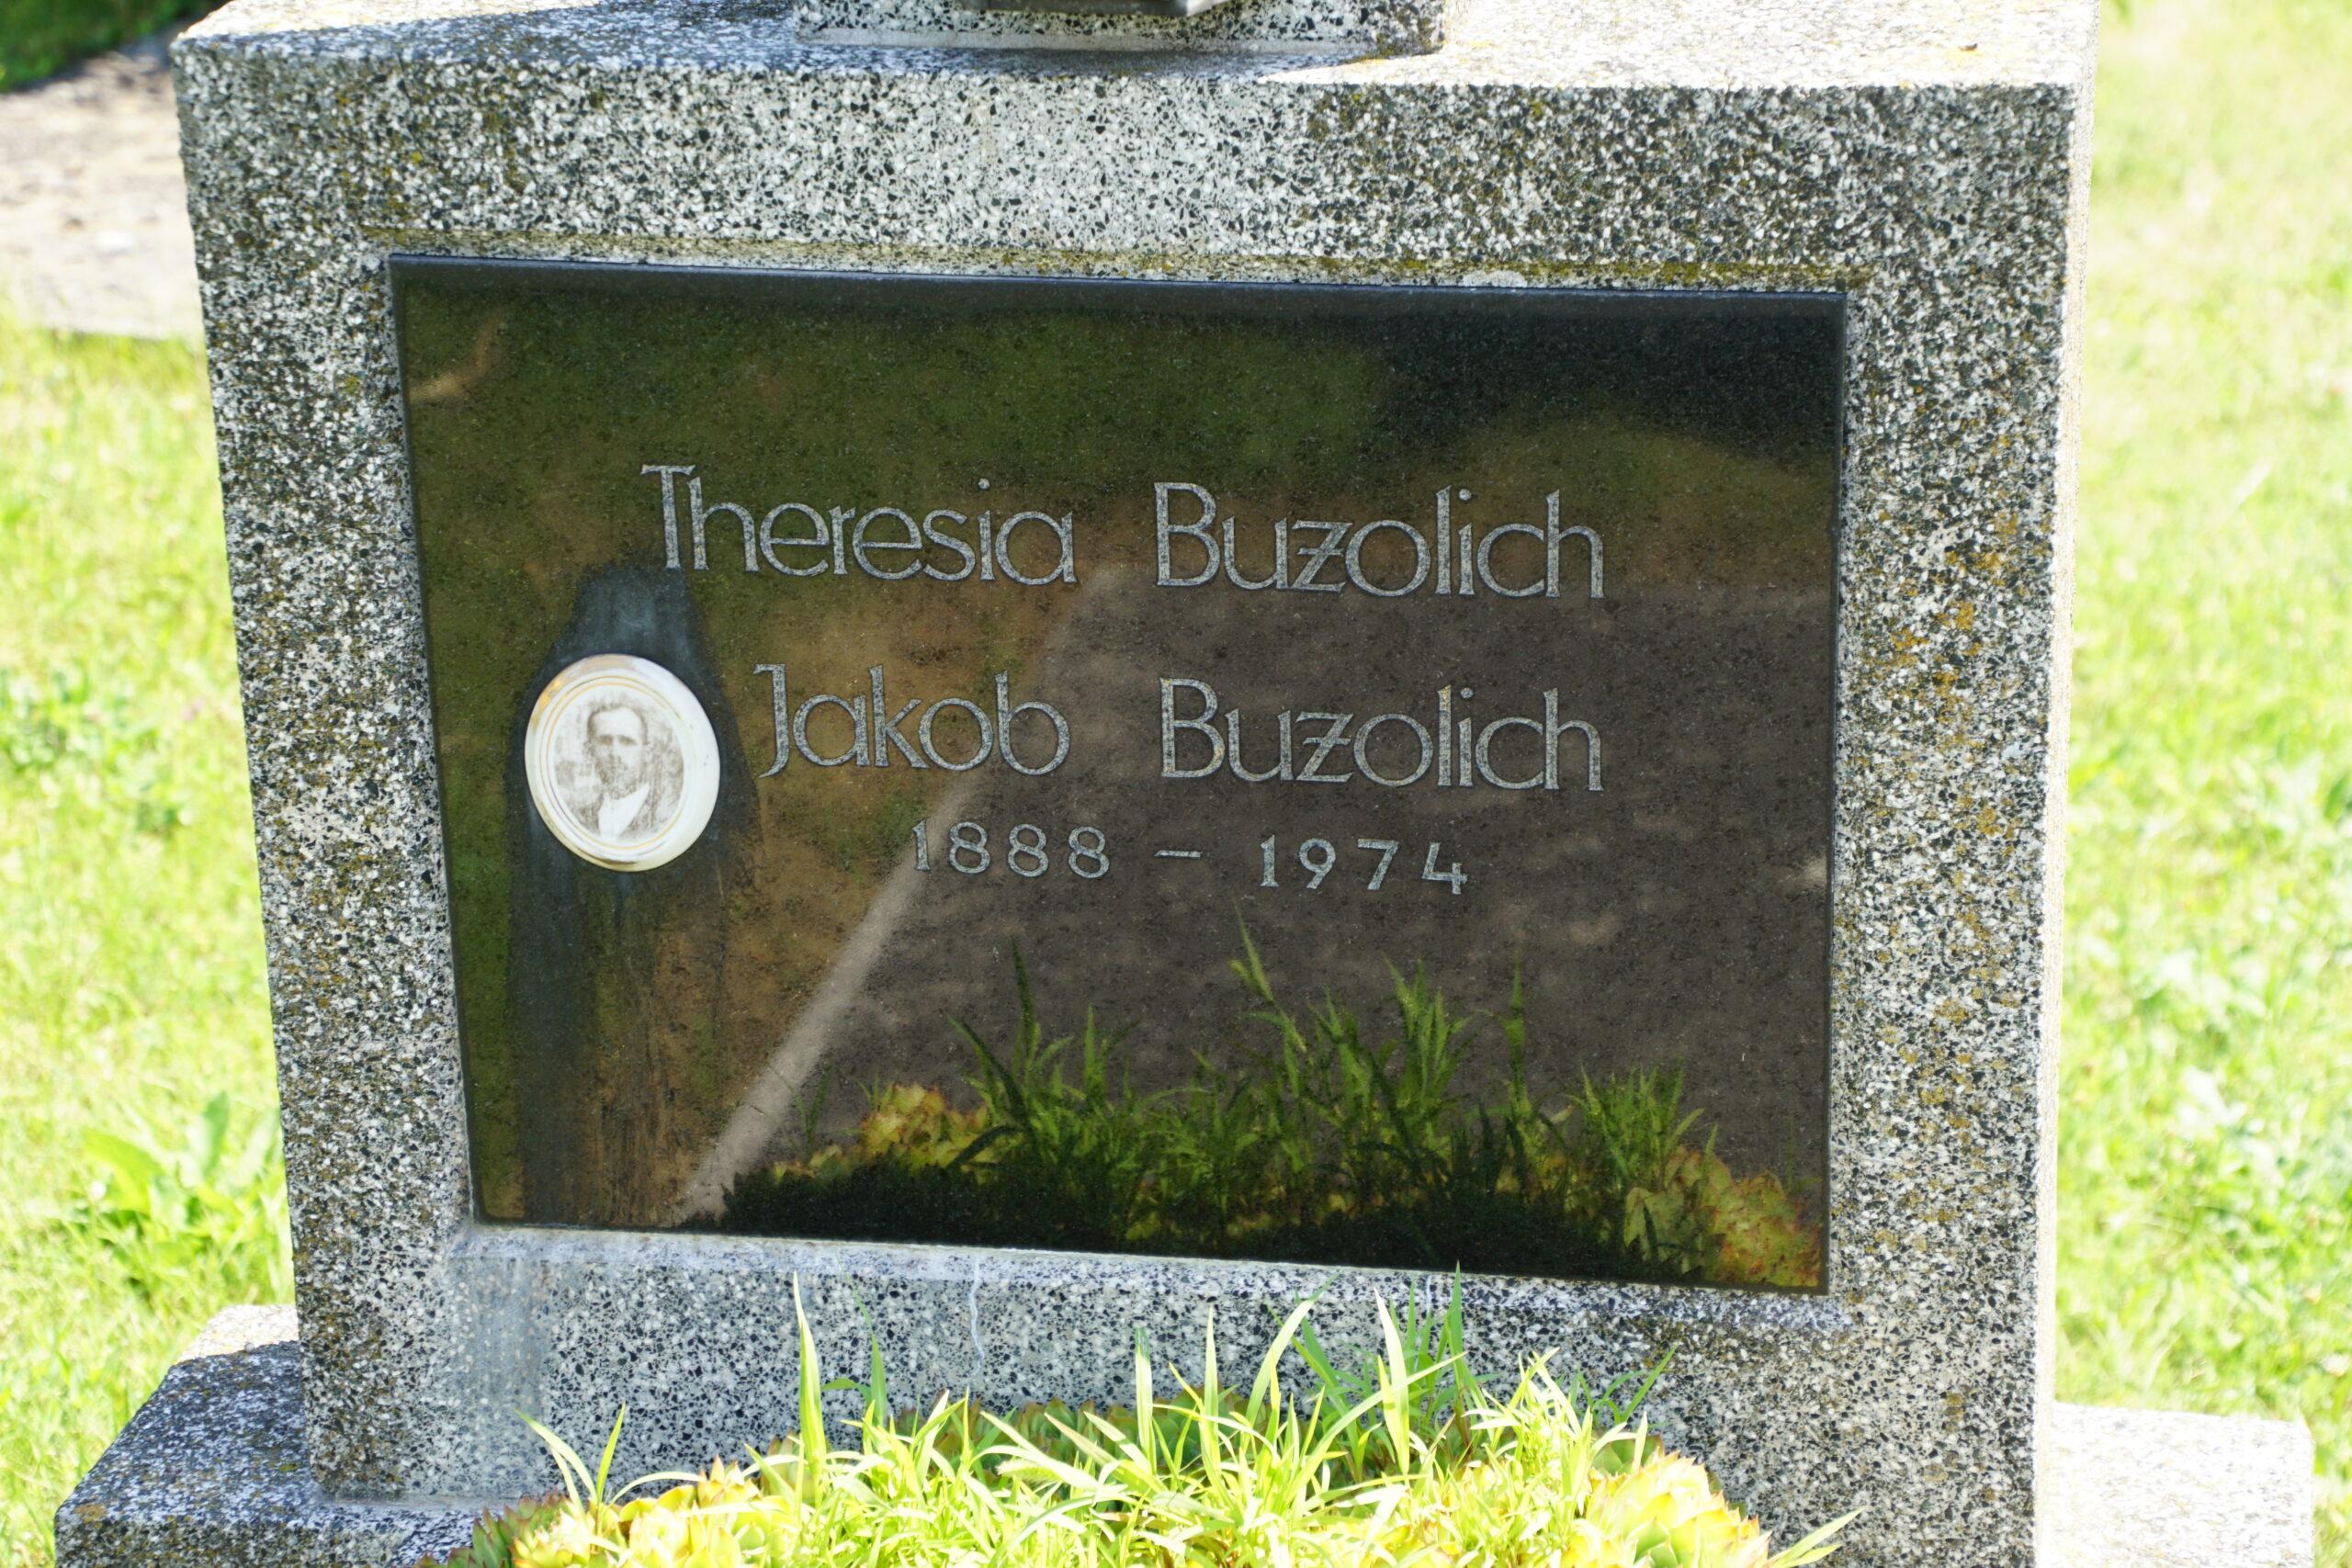 Theresia Buzolich
Jakob Buzolich
1888 – 1974